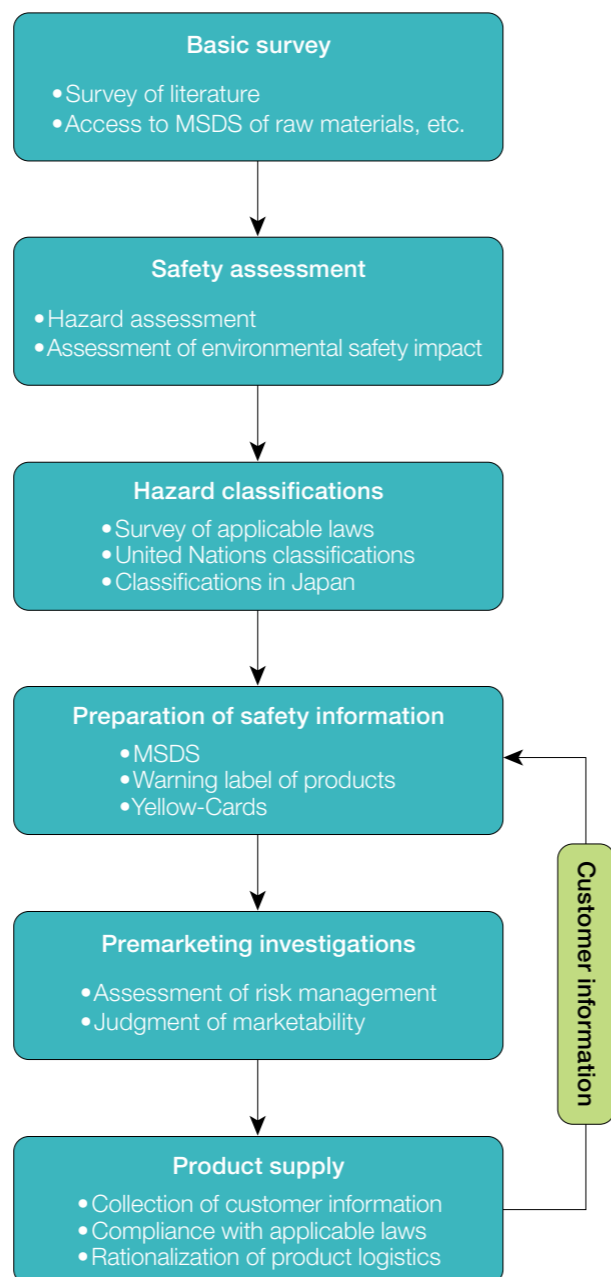 Basic survey
•Survey of literature
•Access to MSDS of raw materials, etc.
Safety assessment
•Hazard assessment
•Assessment of environmental safety impact
Hazard classifications
•Survey of applicable laws
•United Nations classifications
•Classifications in Japan
Preparation of safety information
•MSDS
•Warning label of products
•Yellow-Cards
Customer information
Premarketing investigations
•Assessment of risk management
•Judgment of marketability
Product supply
•Collection of customer information
•Compliance with applicable laws
•Rationalization of product logistics